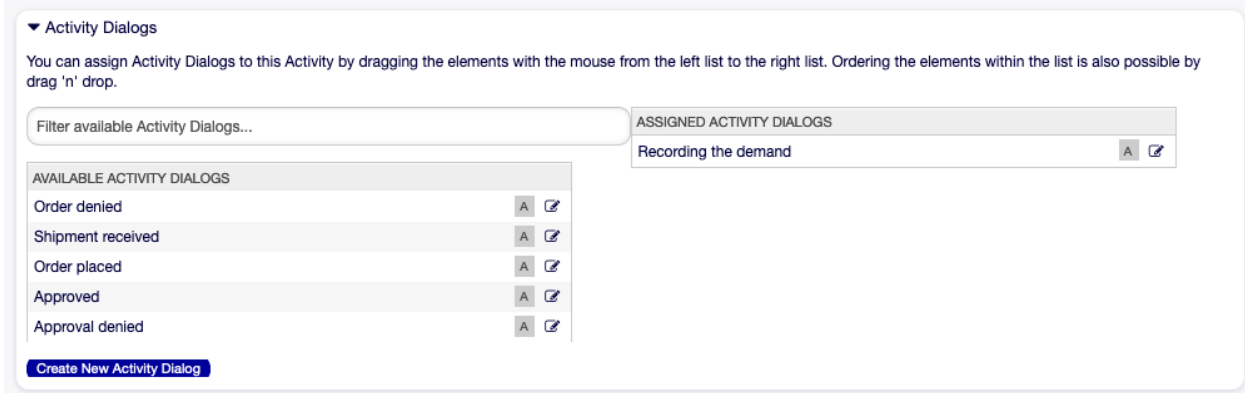 Activity Dialogs
You can assign Activity Dialogs to this Activity by dragging the elements with the mouse from the left list to the right list. Ordering the elements within the list is also possible by
drag 'n' drop.
Filter available Activity Dialogs...
AVAILABLE ACTIVITY DIALOGS
Order denied A
Shipment received A
Order placed A
Approved A
Approval denied A
ASSIGNED ACTIVITY DIALOGS
Recording the demand A
Create New Activity Dialog